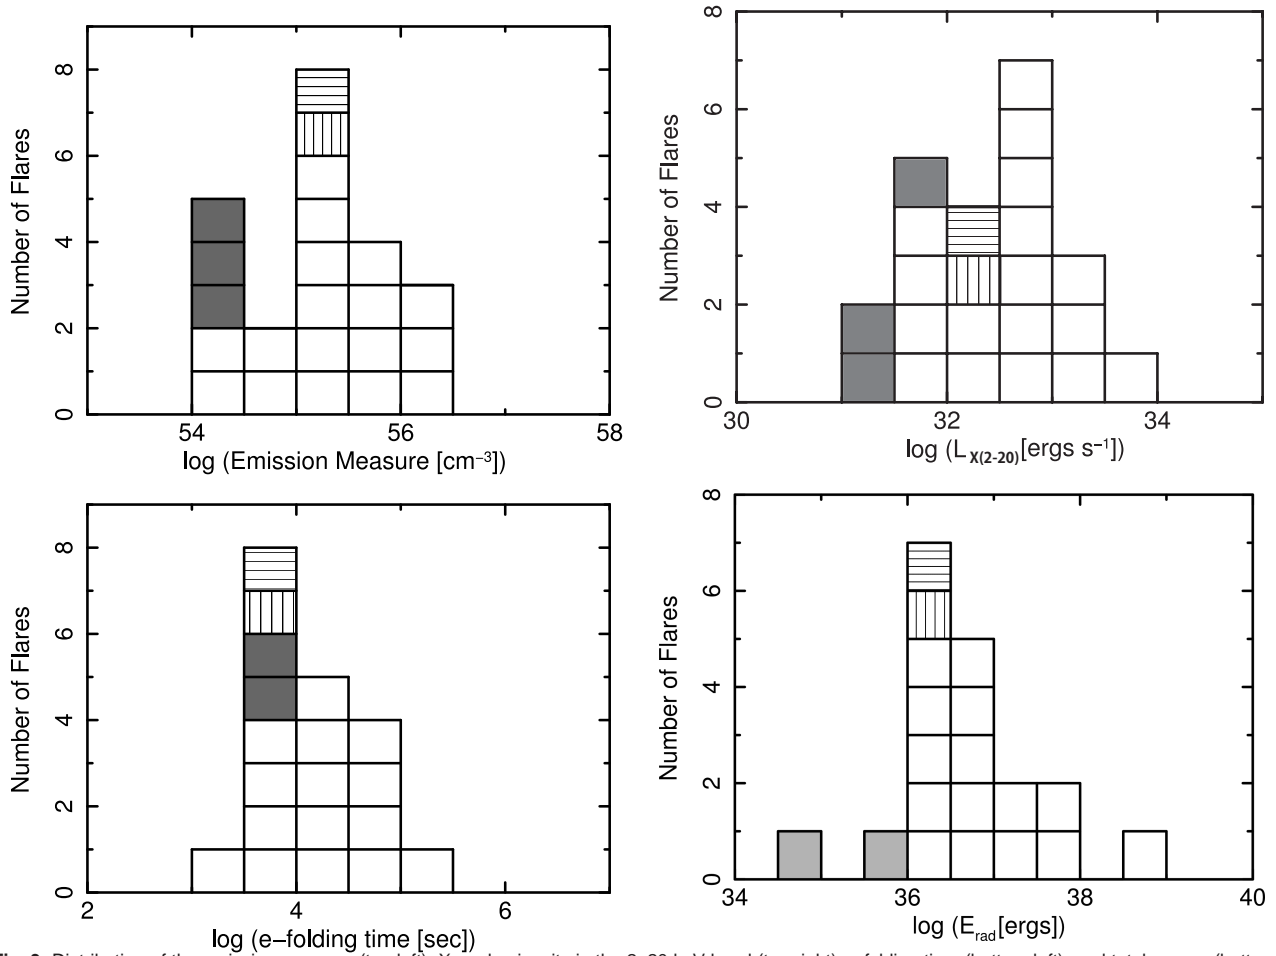 Number of Flares
0 2 4 6 8
54 56 58
log (Emission Measure [cm⁻³])
Number of Flares
0 2 4 6 8
30 32 34
log (L X(2-20)[ergs s⁻¹])
Number of Flares
0 2 4 6 8
2 4 6
log (e−folding time [sec])
Number of Flares
0 2 4 6 8
34 36 38 40
log (E rad[ergs])